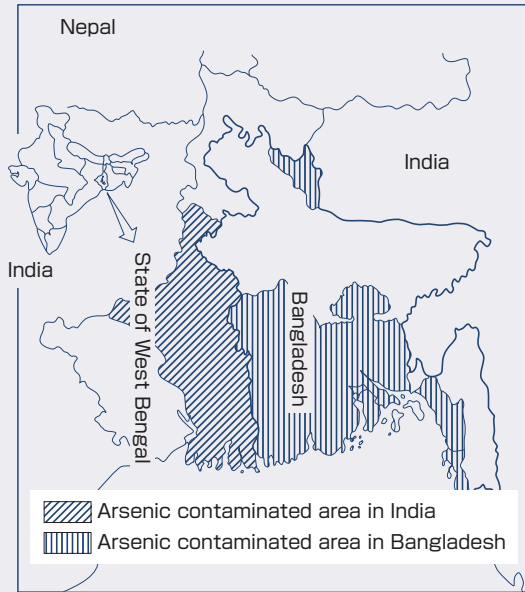 Nepal
India
India
State of West Bengal
Bangladesh
Arsenic contaminated area in India
Arsenic contaminated area in Bangladesh